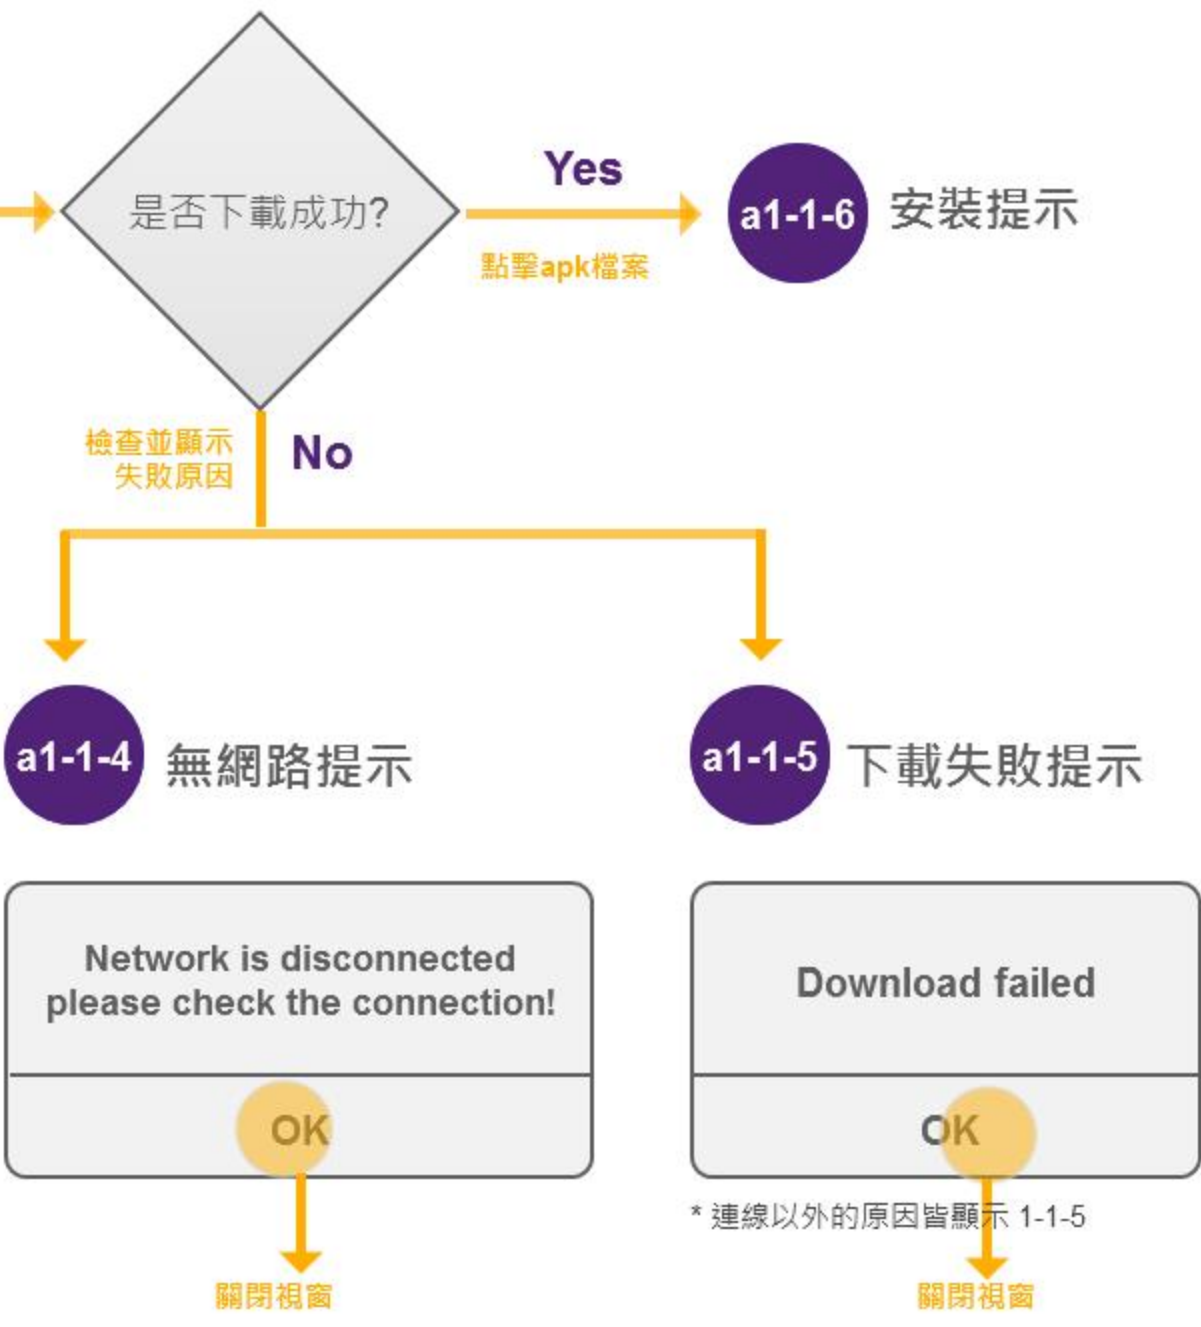 是否下載成功?
Yes
點擊apk檔案
a1-1-6
安裝提示
檢查並顯示
失敗原因
No
a1-1-4
無網路提示
a1-1-5
下載失敗提示
Network is disconnected
please check the connection!
OK
Download failed
OK
* 連線以外的原因皆顯示 1-1-5
關閉視窗
關閉視窗